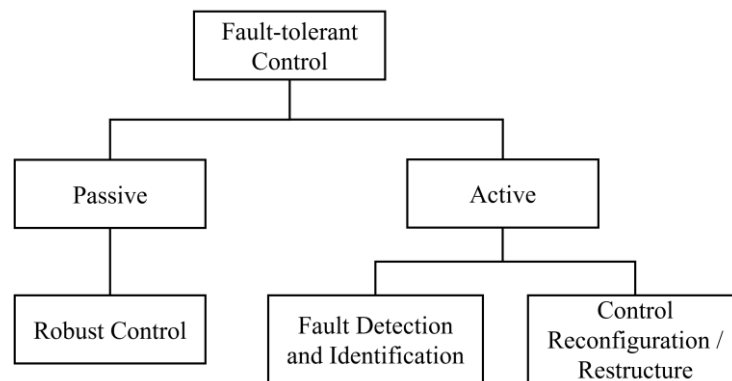 Fault-tolerant
Control
Passive
Active
Robust Control
Fault Detection
and Identification
Control
Reconfiguration /
Restructure